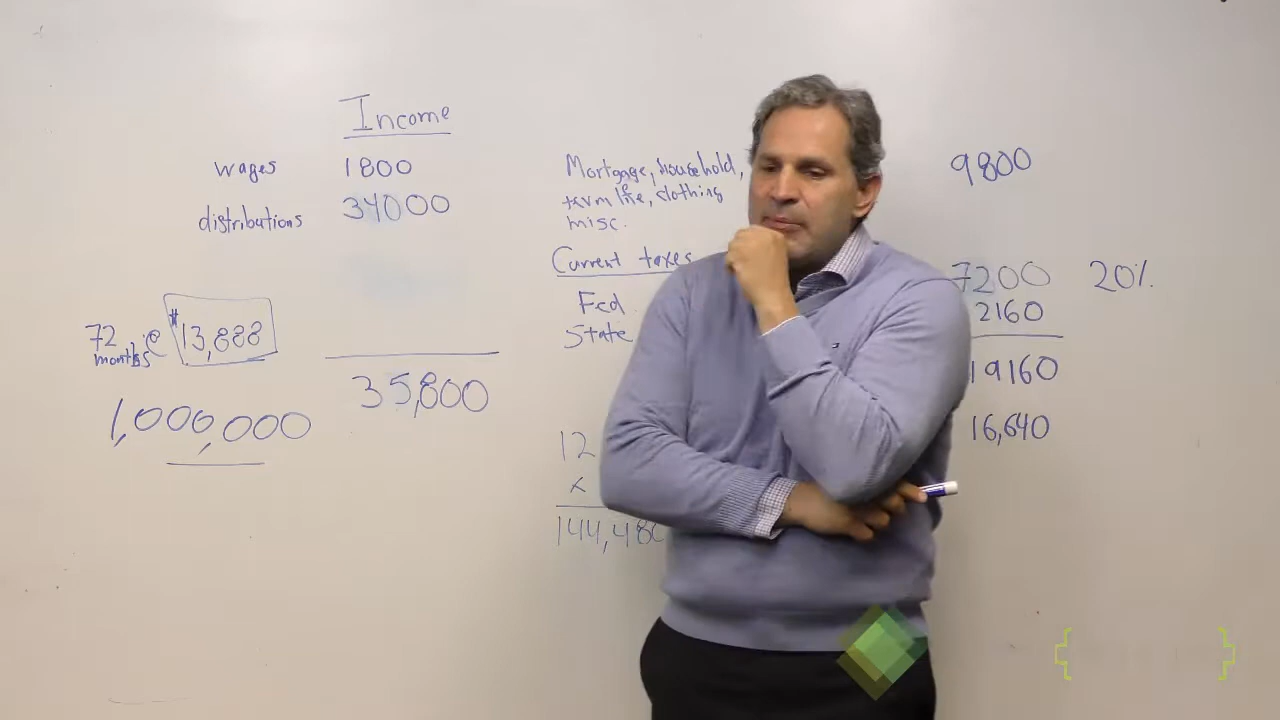 Income
wages 1800
distributions 34000
72 months @ $13,888
1,000,000
35,800
Mortgage, household,
term life, clothing
misc.
9800
Current taxes
Fed 7200 20%
State 2160
19160
16,640
12
x
144,480